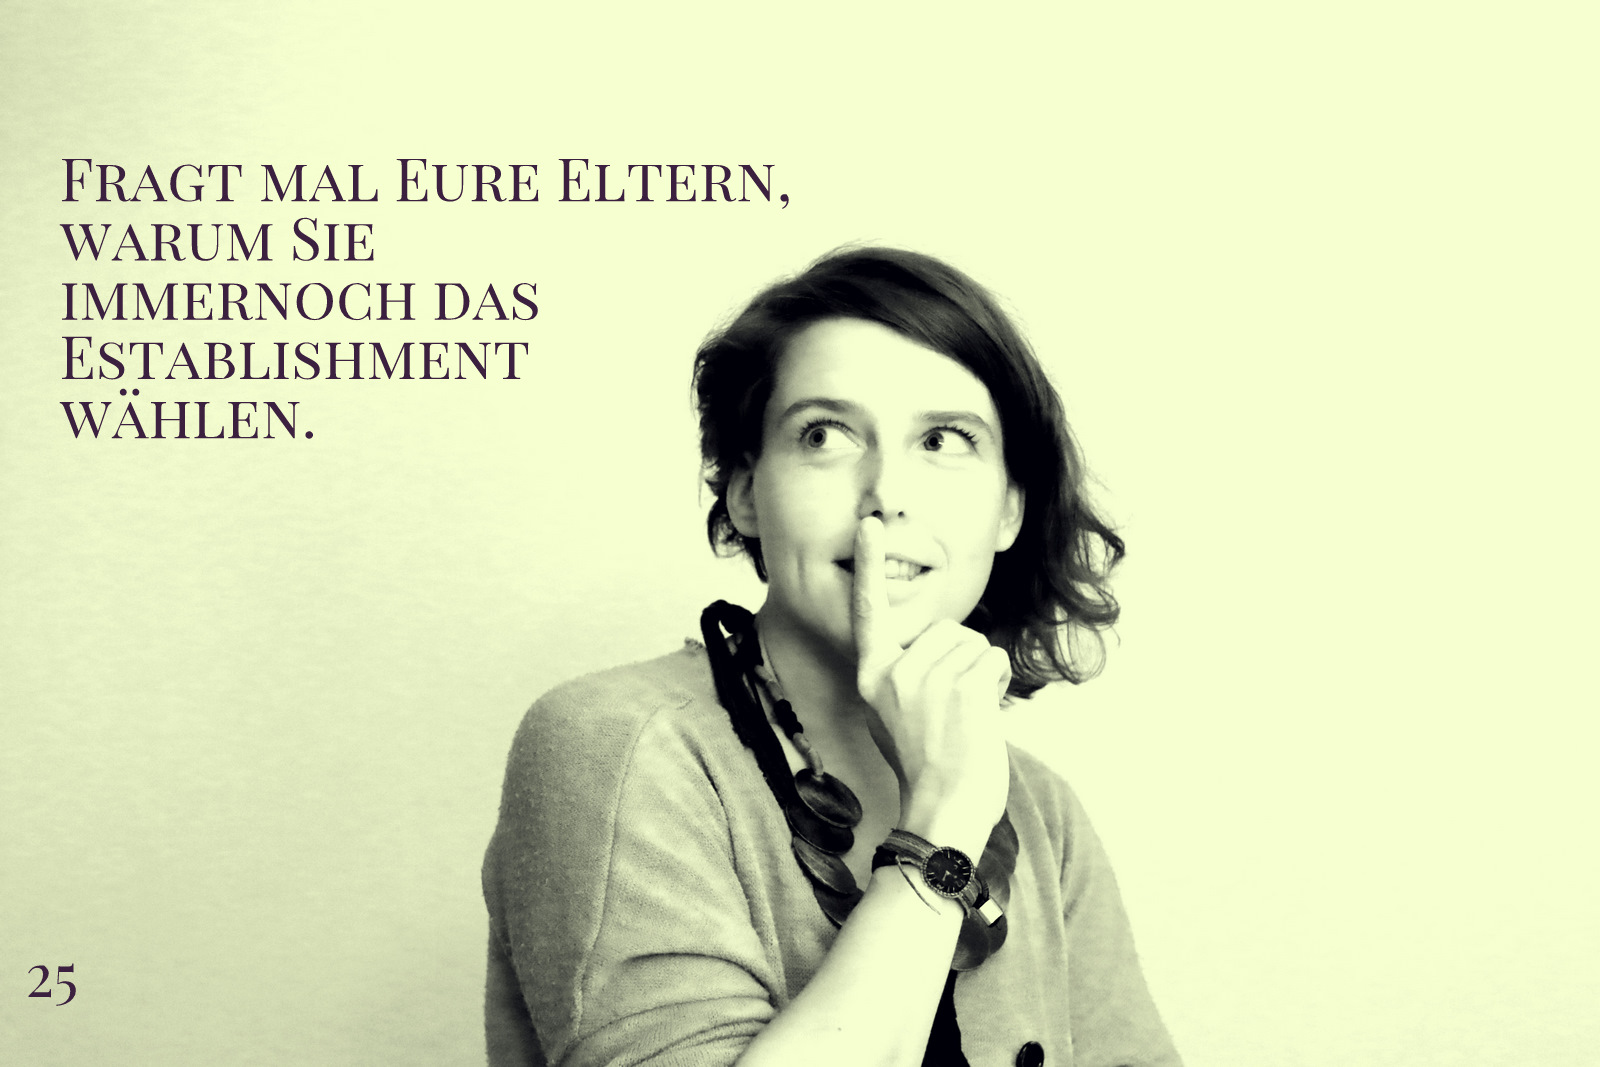 Fragt mal Eure Eltern,
warum Sie
immernoch das
Establishment
wählen.
25